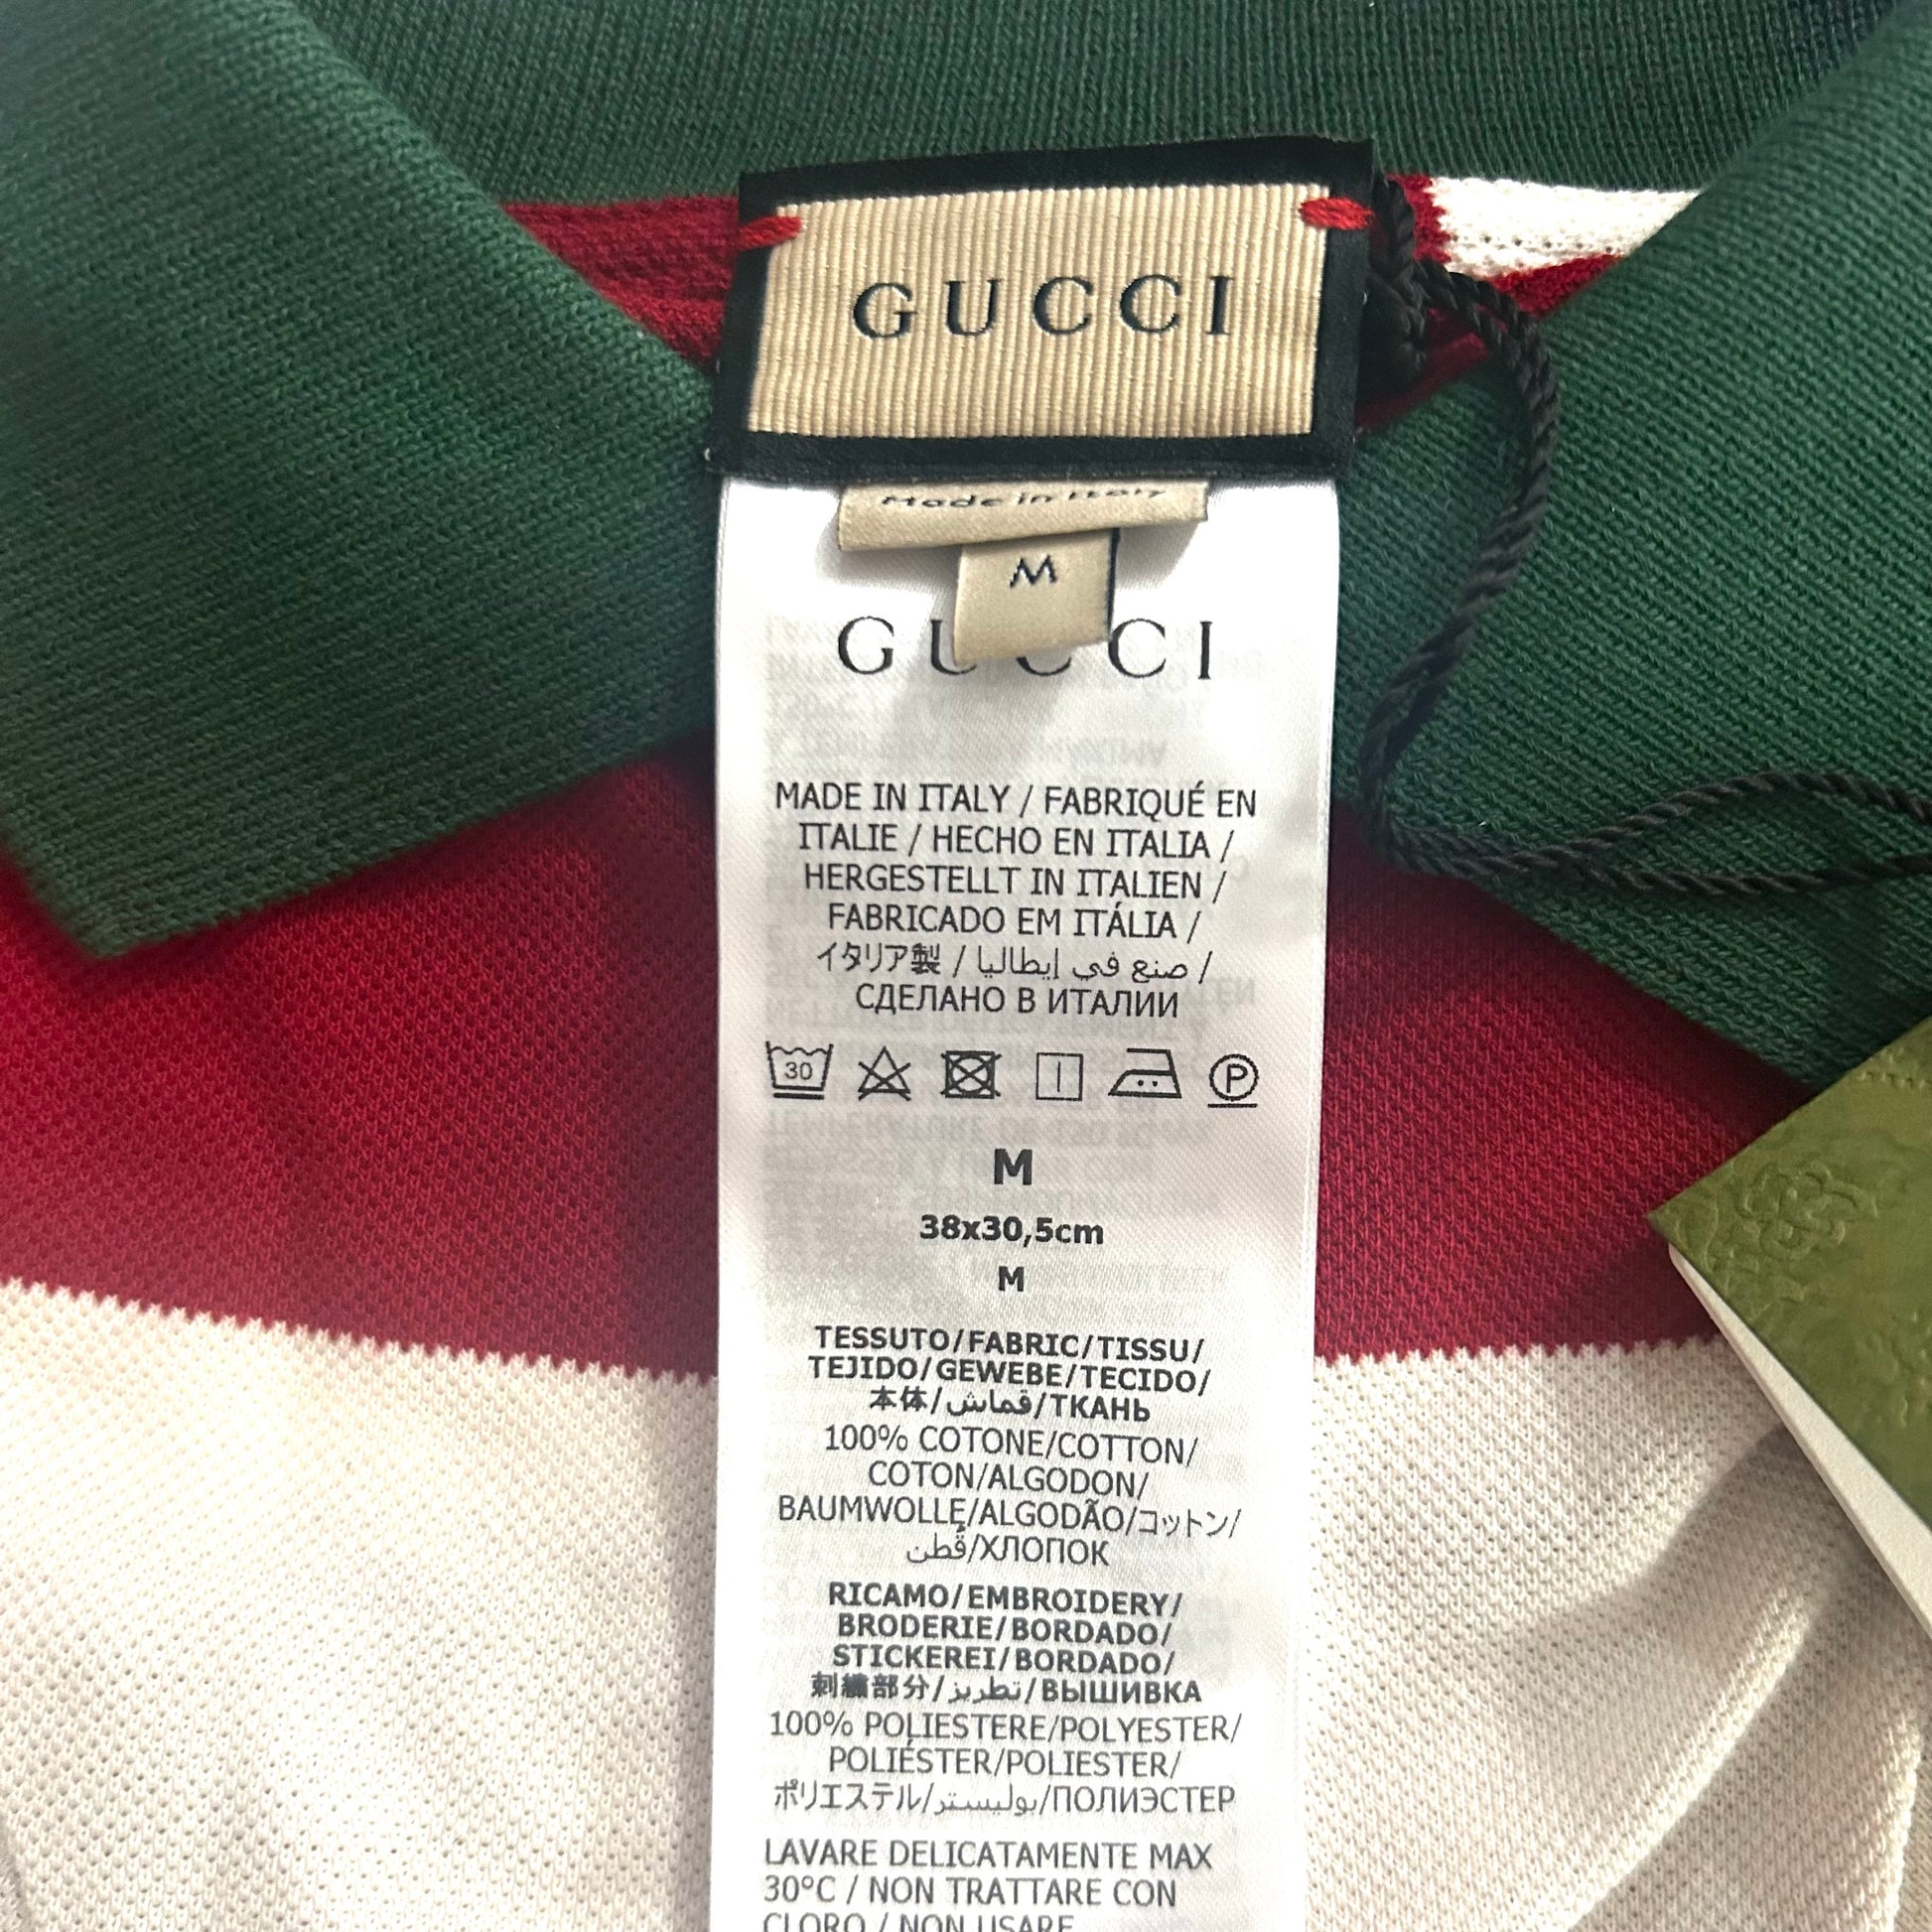 GUCCI
Made in Italy
M
GUCCI
MADE IN ITALY / FABRIQUÉ EN
ITALIE / HECHO EN ITALIA /
HERGESTELLT IN ITALIEN /
FABRICADO EM ITÁLIA /
イタリア製 / صنع في إيطاليا /
СДЕЛАНО В ИТАЛИИ
30 P
M
38x30,5cm
M
TESSUTO/FABRIC/TISSU/
TEJIDO/GEWEBE/TECIDO/
本体/قماش/ТКАНЬ
100% COTONE/COTTON/
COTON/ALGODON/
BAUMWOLLE/ALGODÃO/コットン/
قُطن/ХЛОПОК
RICAMO/EMBROIDERY/
BRODERIE/BORDADO/
STICKEREI/BORDADO/
刺繍部分/تطريز/ВЫШИВКА
100% POLIESTERE/POLYESTER/
POLIÉSTER/POLIESTER/
ポリエステル/بوليستر/ПОЛИЭСТЕР
LAVARE DELICATAMENTE MAX
30°C / NON TRATTARE CON
CLORO / NON USARE